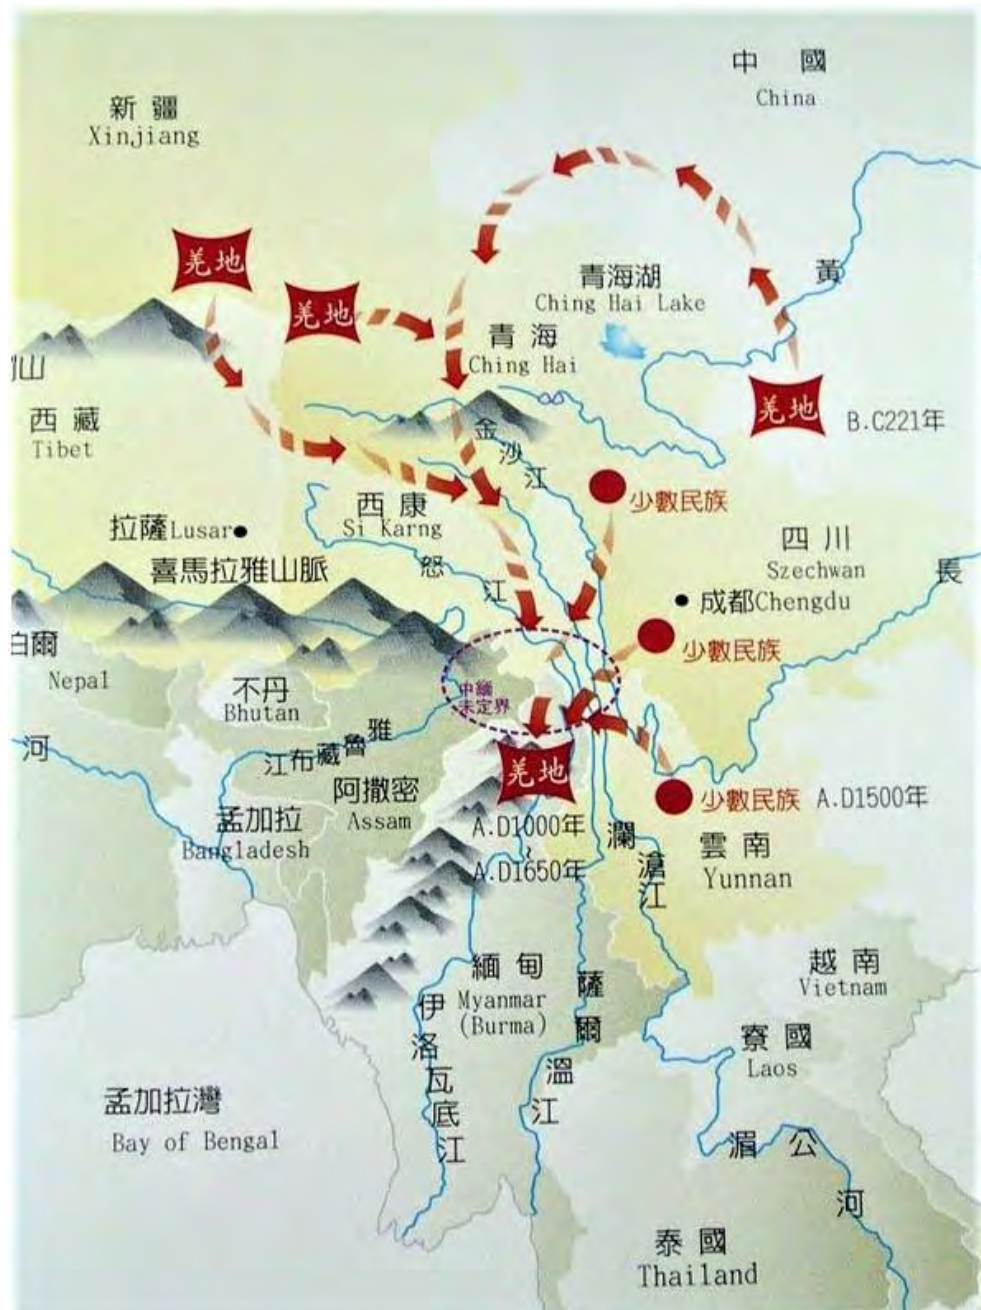 中國
China
新疆
Xinjiang
羌地
羌地
青海湖
Ching Hai Lake
黃
青海
Ching Hai
羌地
B.C221年
山
西藏
Tibet
金沙江
少數民族
西康
Si Karng
拉薩Lusar
四川
Szechwan
喜馬拉雅山脈
怒江
長
成都Chengdu
少數民族
伯爾
Nepal
不丹
Bhutan
中緬
未定界
河
江布藏魯雅
羌地
阿撒密
Assam
少數民族 A.D1500年
孟加拉
Bangladesh
A.D1000年
~
A.D1650年
瀾滄江
雲南
Yunnan
緬甸
Myanmar
(Burma)
薩爾溫江
越南
Vietnam
伊洛瓦底江
寮國
Laos
孟加拉灣
Bay of Bengal
湄公河
泰國
Thailand